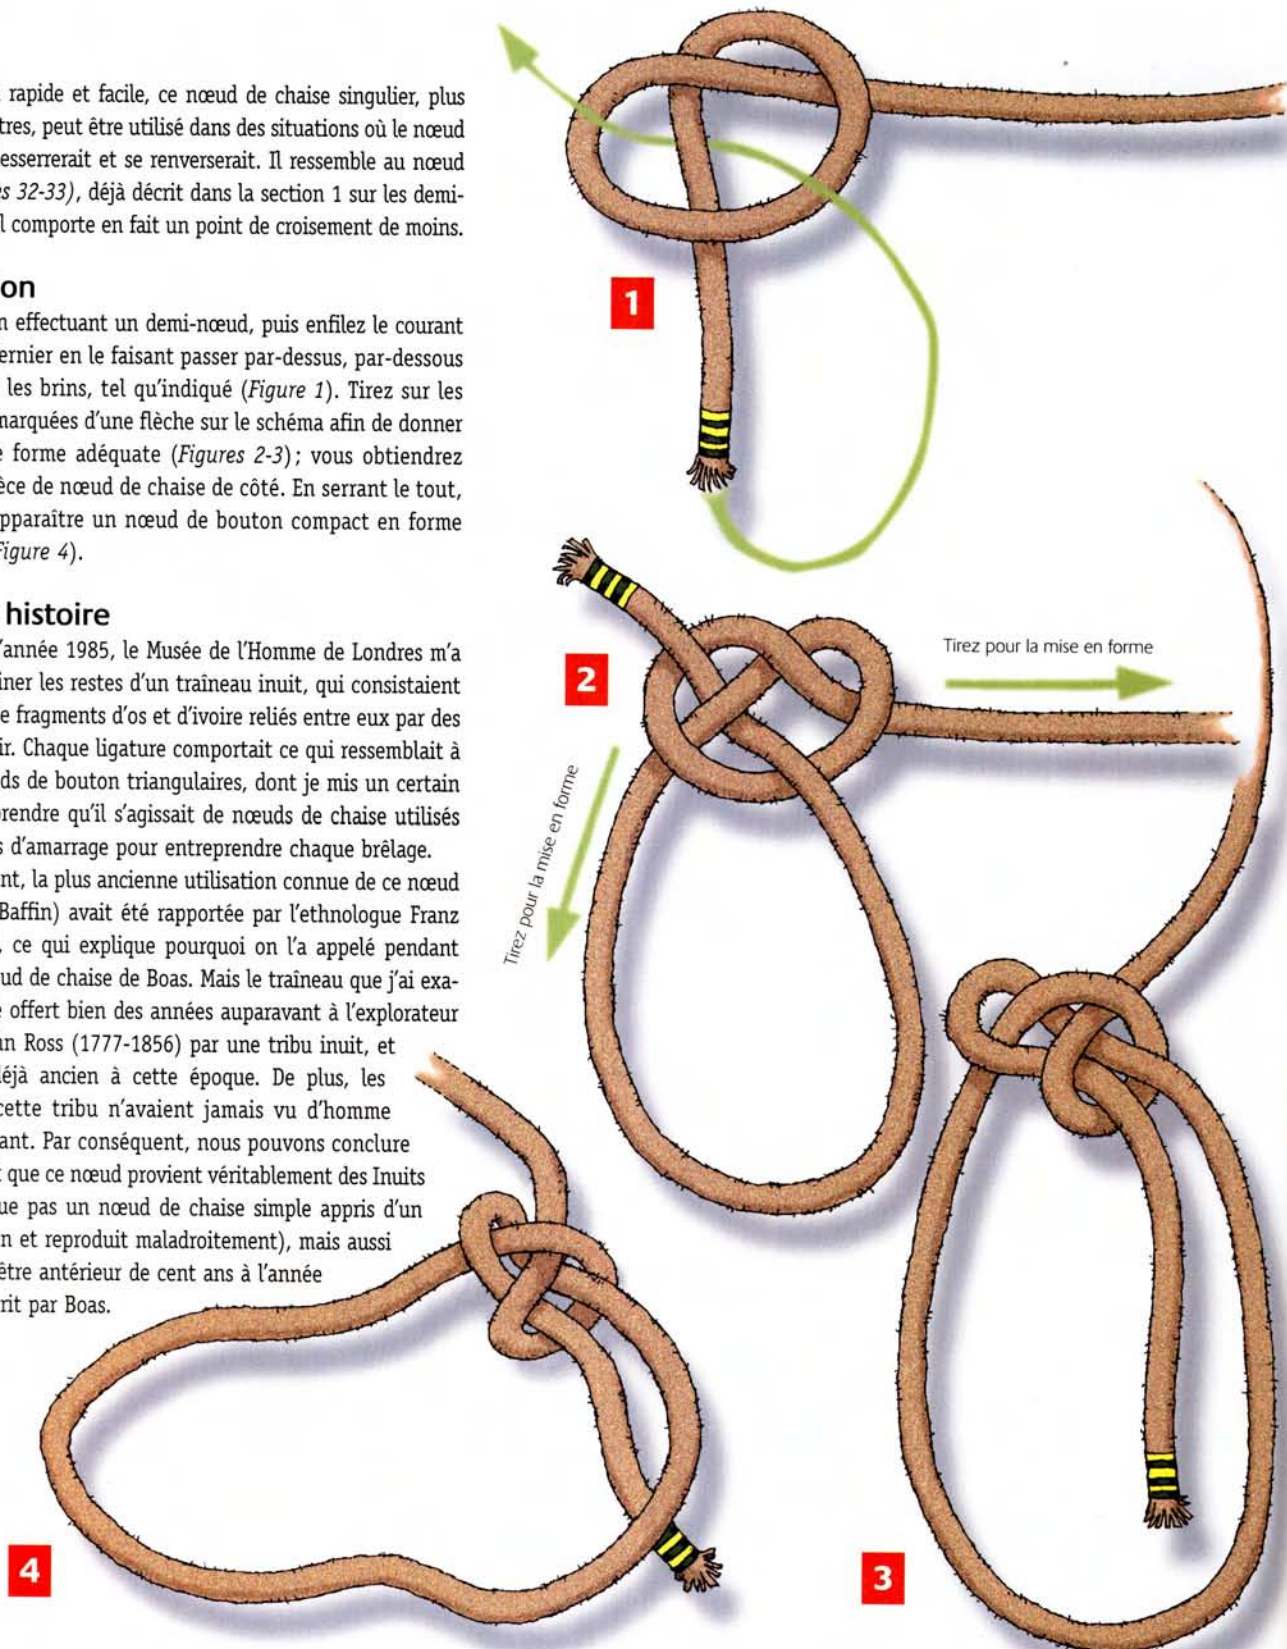 rapide et facile, ce nœud de chaise singulier, plus
tres, peut être utilisé dans des situations où le nœud
esserrerait et se renverserait. Il ressemble au nœud
es 32-33), déjà décrit dans la section 1 sur les demi-
l comporte en fait un point de croisement de moins.
on
n effectuant un demi-nœud, puis enfilez le courant
ernier en le faisant passer par-dessus, par-dessous
les brins, tel qu'indiqué (Figure 1). Tirez sur les
marquées d'une flèche sur le schéma afin de donner
e forme adéquate (Figures 2-3) ; vous obtiendrez
èce de nœud de chaise de côté. En serrant le tout,
pparaître un nœud de bouton compact en forme
Figure 4).
histoire
'année 1985, le Musée de l'Homme de Londres m'a
iner les restes d'un traîneau inuit, qui consistaient
e fragments d'os et d'ivoire reliés entre eux par des
ir. Chaque ligature comportait ce qui ressemblait à
ds de bouton triangulaires, dont je mis un certain
rendre qu'il s'agissait de nœuds de chaise utilisés
s d'amarrage pour entreprendre chaque brêlage.
nt, la plus ancienne utilisation connue de ce nœud
Baffin) avait été rapportée par l'ethnologue Franz
, ce qui explique pourquoi on l'a appelé pendant
ud de chaise de Boas. Mais le traîneau que j'ai exa-
é offert bien des années auparavant à l'explorateur
n Ross (1777-1856) par une tribu inuit, et
déjà ancien à cette époque. De plus, les
cette tribu n'avaient jamais vu d'homme
ant. Par conséquent, nous pouvons conclure
t que ce nœud provient véritablement des Inuits
ue pas un nœud de chaise simple appris d'un
n et reproduit maladroitement), mais aussi
être antérieur de cent ans à l'année
rit par Boas.
1
2
Tirez pour la mise en forme
Tirez pour la mise en forme
4
3